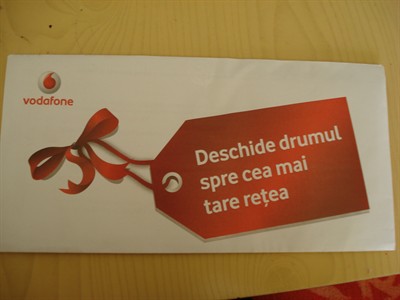 vodafone
Deschide drumul
spre cea mai
tare rețea